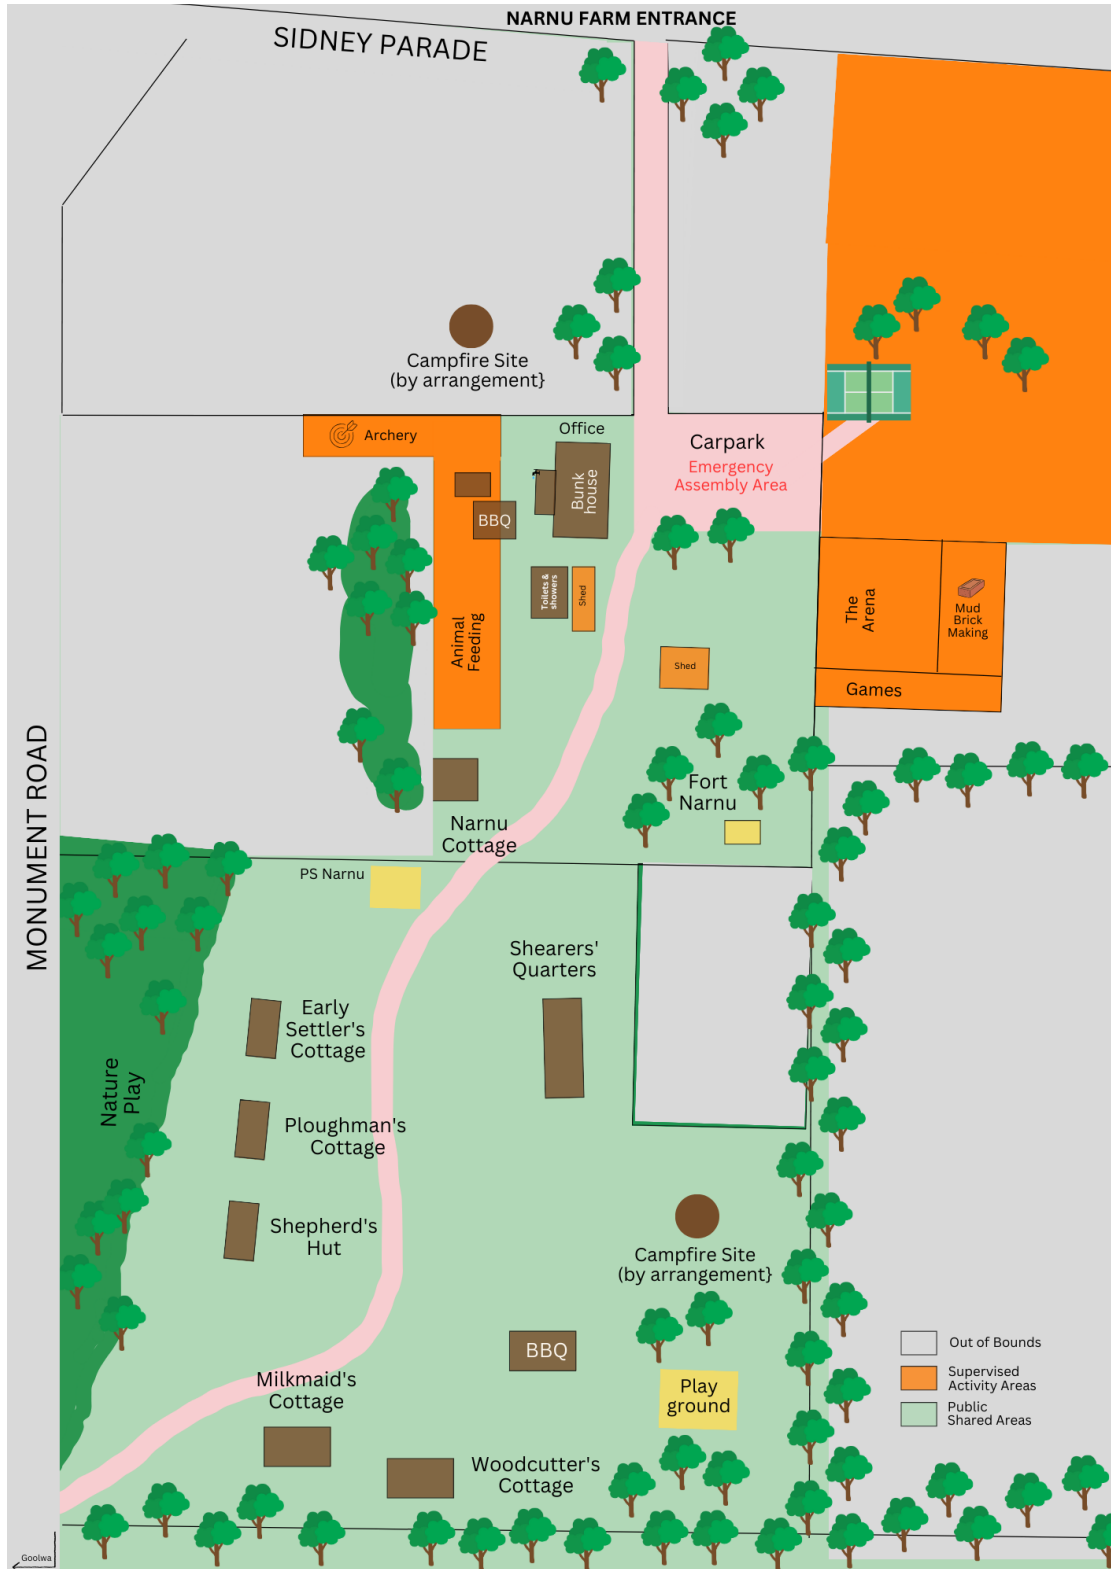 NARNU FARM ENTRANCE
SIDNEY PARADE
Campfire Site
(by arrangement}
Archery
Office
Bunk
house
Carpark
Emergency
Assembly Area
BBQ
Toilets &
showers
Shed
Animal
Feeding
The
Arena
Mud
Brick
Making
Shed
Games
MONUMENT ROAD
Fort
Narnu
Narnu
Cottage
PS Narnu
Shearers'
Quarters
Early
Settler's
Cottage
Nature
Play
Ploughman's
Cottage
Shepherd's
Hut
Campfire Site
(by arrangement}
BBQ
Out of Bounds
Supervised
Activity Areas
Public
Shared Areas
Milkmaid's
Cottage
Play
ground
Woodcutter's
Cottage
Goolwa